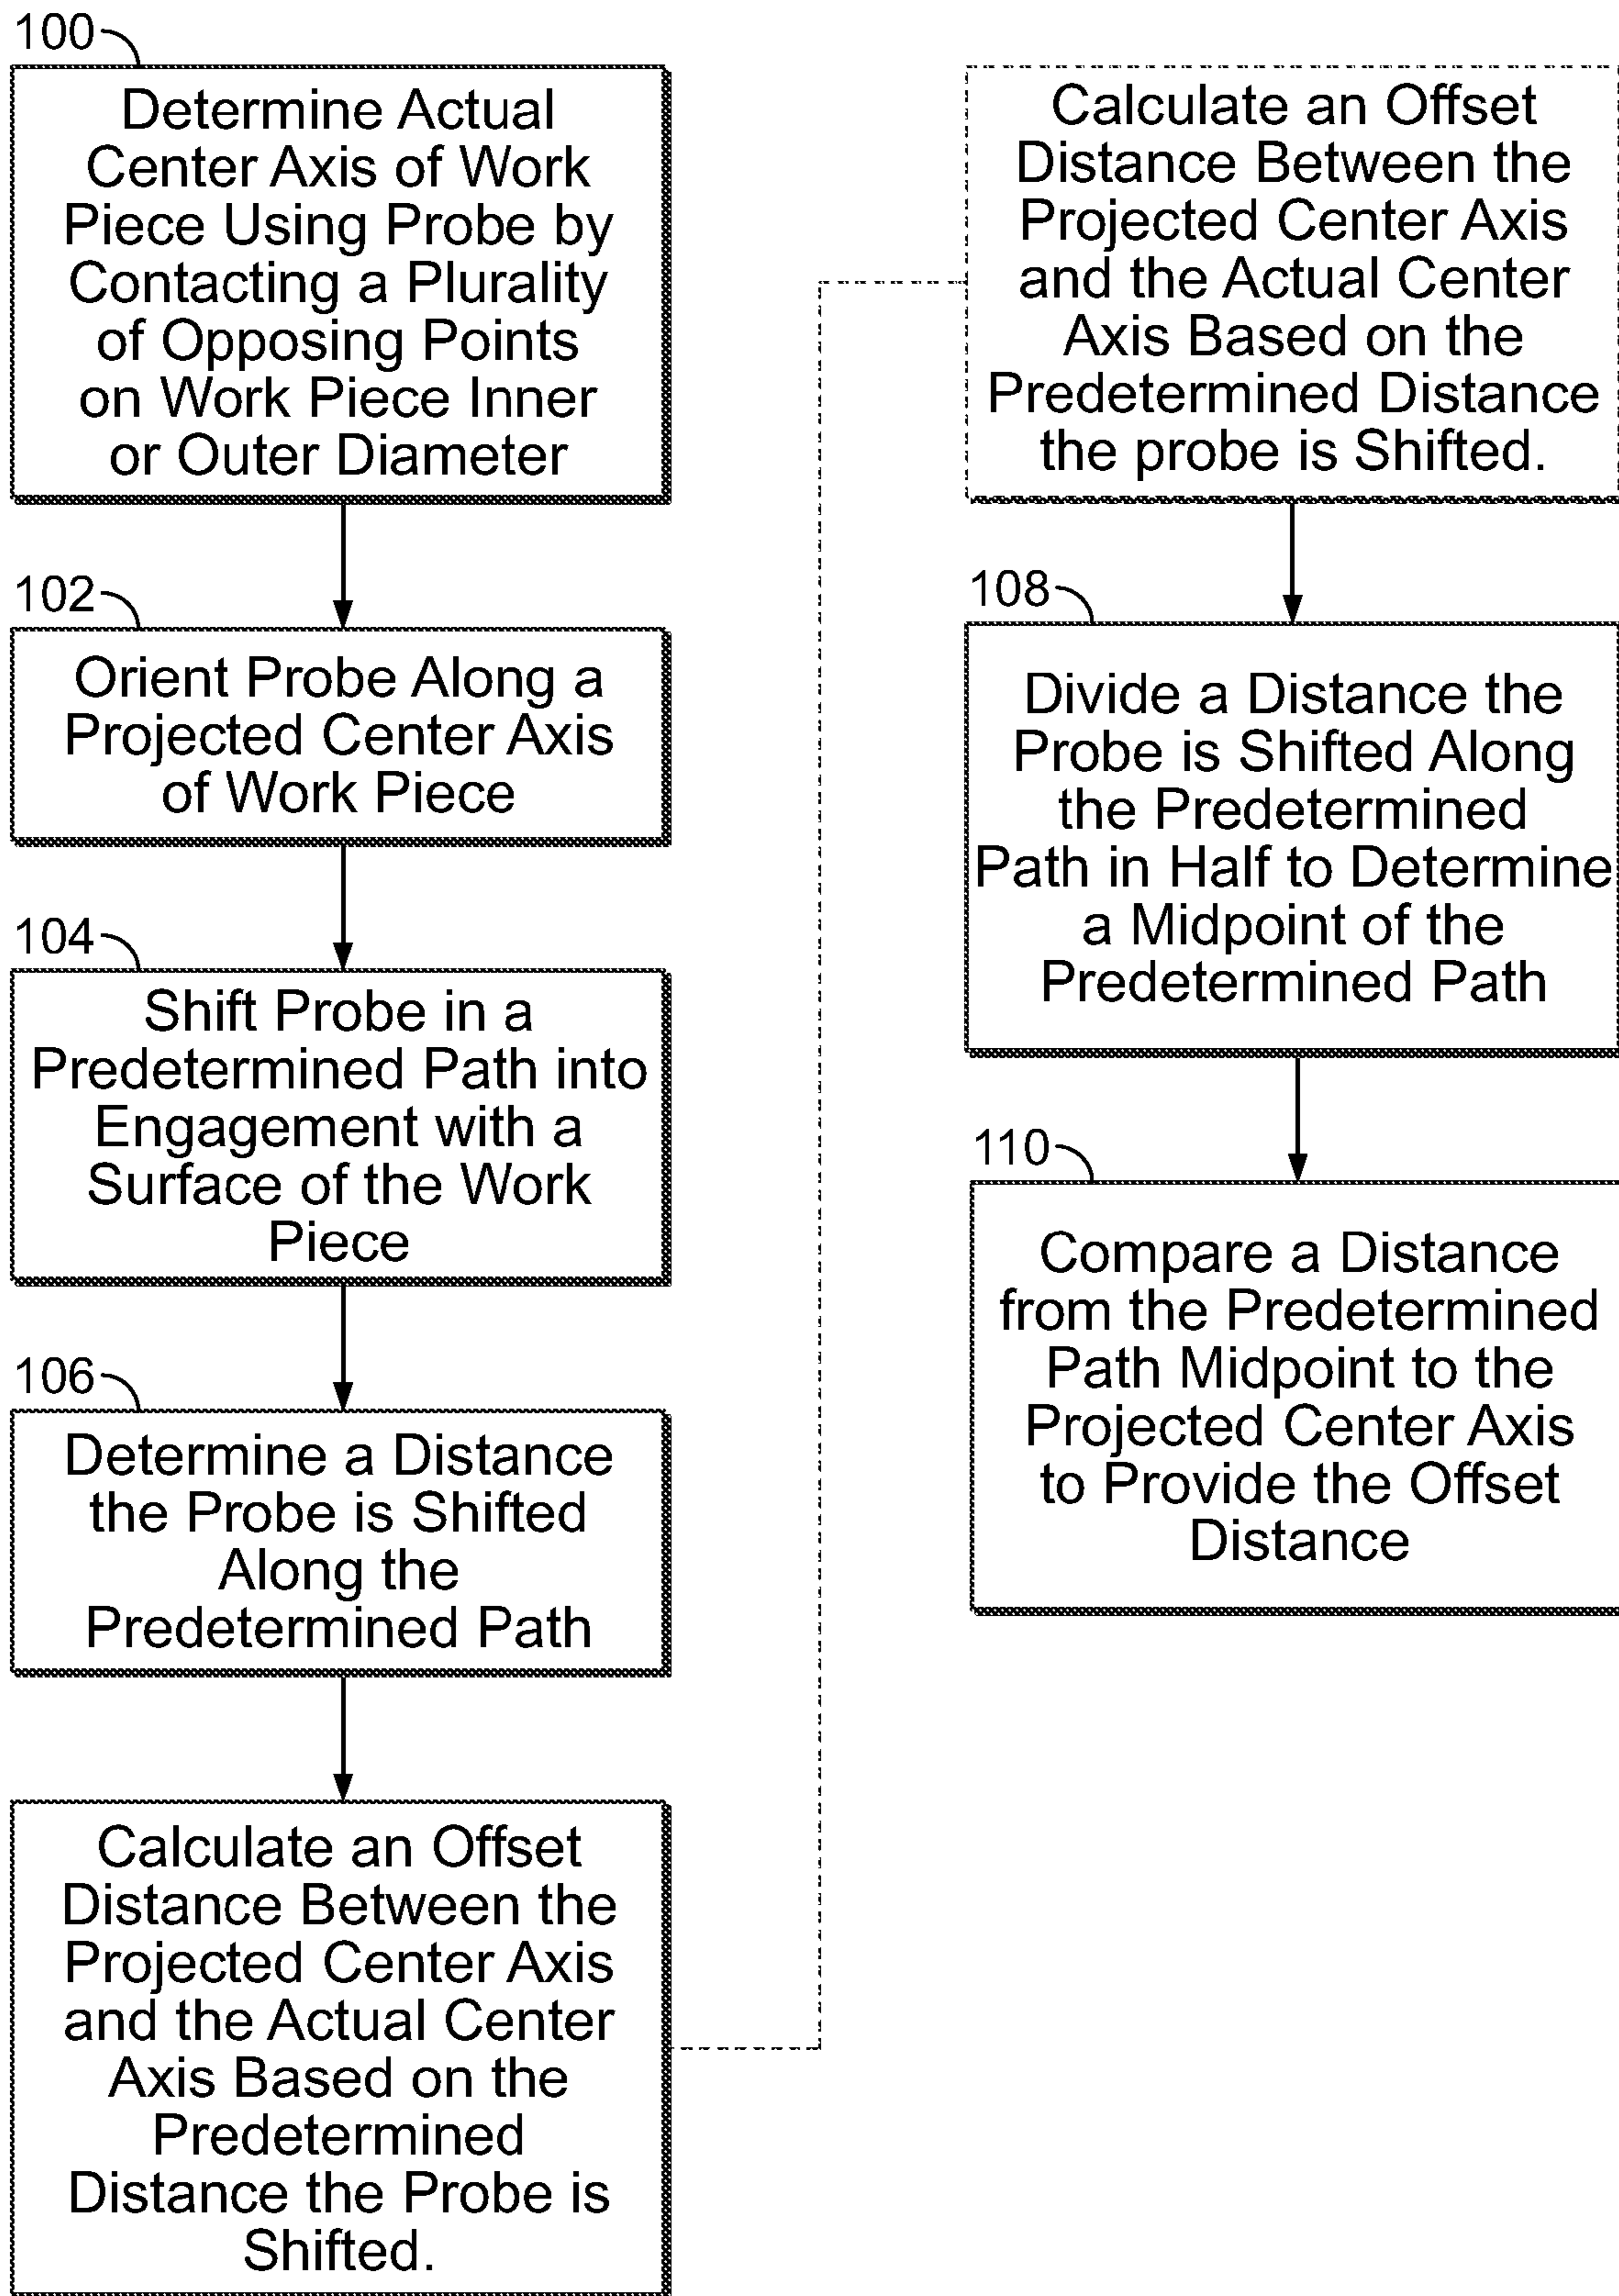 100
Determine Actual
Center Axis of Work
Piece Using Probe by
Contacting a Plurality
of Opposing Points
on Work Piece Inner
or Outer Diameter
102
Orient Probe Along a
Projected Center Axis
of Work Piece
104
Shift Probe in a
Predetermined Path into
Engagement with a
Surface of the Work
Piece
106
Determine a Distance
the Probe is Shifted
Along the
Predetermined Path
Calculate an Offset
Distance Between the
Projected Center Axis
and the Actual Center
Axis Based on the
Predetermined
Distance the Probe is
Shifted.
Calculate an Offset
Distance Between the
Projected Center Axis
and the Actual Center
Axis Based on the
Predetermined Distance
the probe is Shifted.
108
Divide a Distance the
Probe is Shifted Along
the Predetermined
Path in Half to Determine
a Midpoint of the
Predetermined Path
110
Compare a Distance
from the Predetermined
Path Midpoint to the
Projected Center Axis
to Provide the Offset
Distance